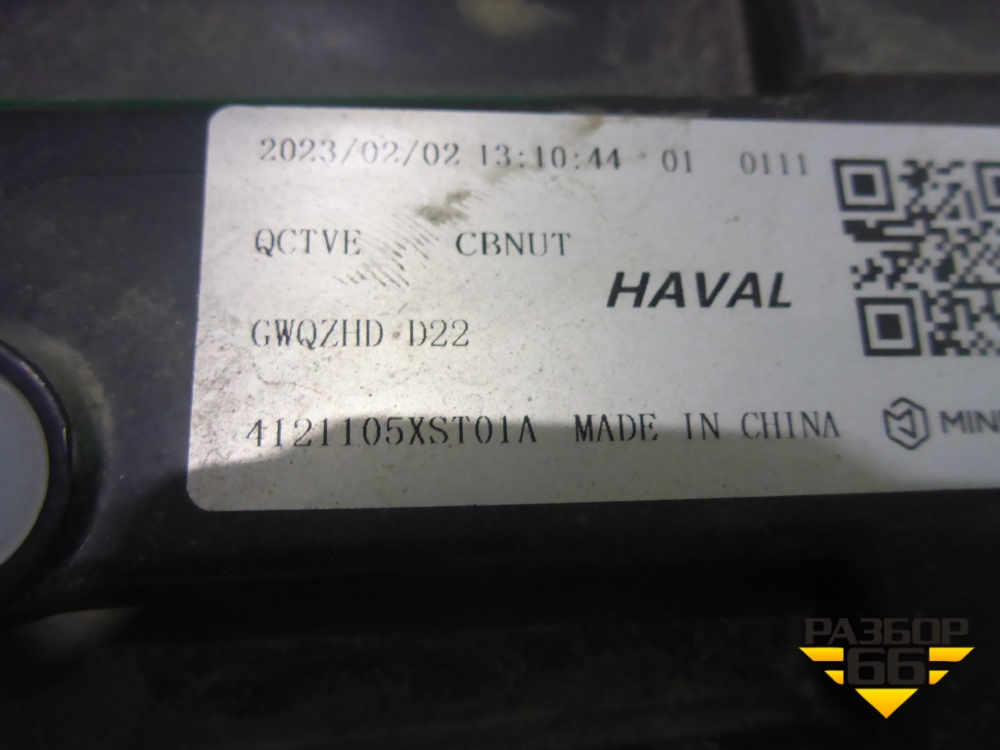 2023/02/02 13:10:44 01 0111
QCTVE CBNUT
HAVAL
GWQZHD D22
4121105XST01A MADE IN CHINA
MIN
РАЗБОР
66